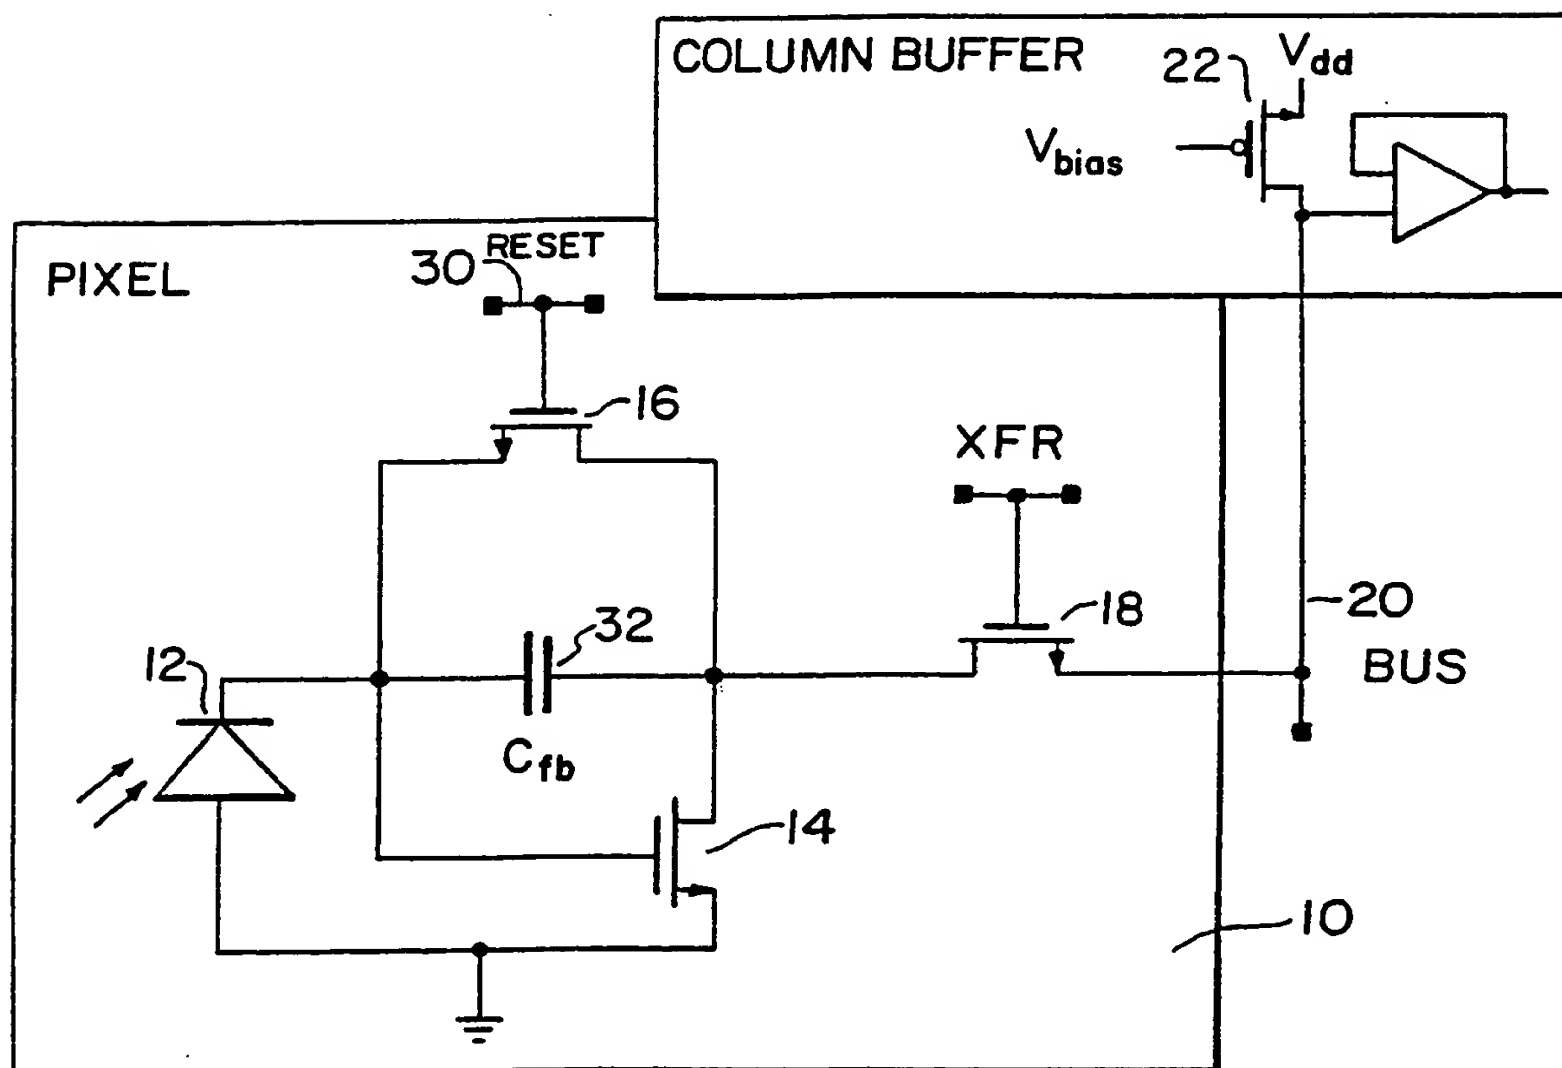 COLUMN BUFFER
22
Vdd
Vbias
PIXEL
30
RESET
16
XFR
18
20
BUS
32
12
Cfb
14
10